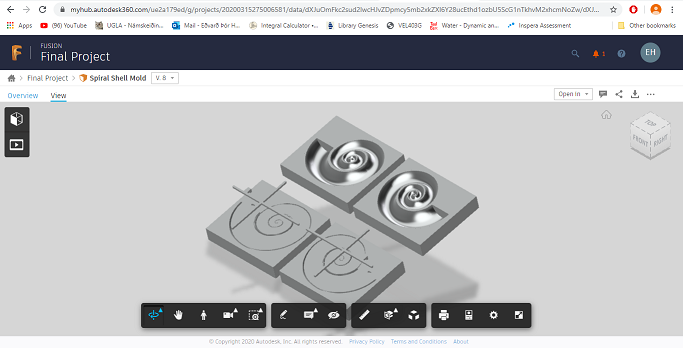 myhub.autodesk360.com/ue2a179ed/g/projects/20200315275006581/data/dXJuOmFkc2sud2lwcHJvZDpmcy5mb2xkZXI6Y28ucEthd1ozbU5ScG1nTkhvM2xhcmNoZw/dXJ...
Apps
(96) YouTube
UGLA - Námskeiðin...
Mail - Eðvarð Þór H...
Integral Calculator •...
Library Genesis
VEL403G
Water - Dynamic an...
Inspera Assessment
Other bookmarks
FUSION
Final Project
1
EH
Final Project
Spiral Shell Mold
V. 8
Overview
View
Open In
TOP
FRONT
RIGHT
© Copyright 2020 Autodesk, Inc. All rights reserved.
Privacy Policy
Terms and Conditions
About